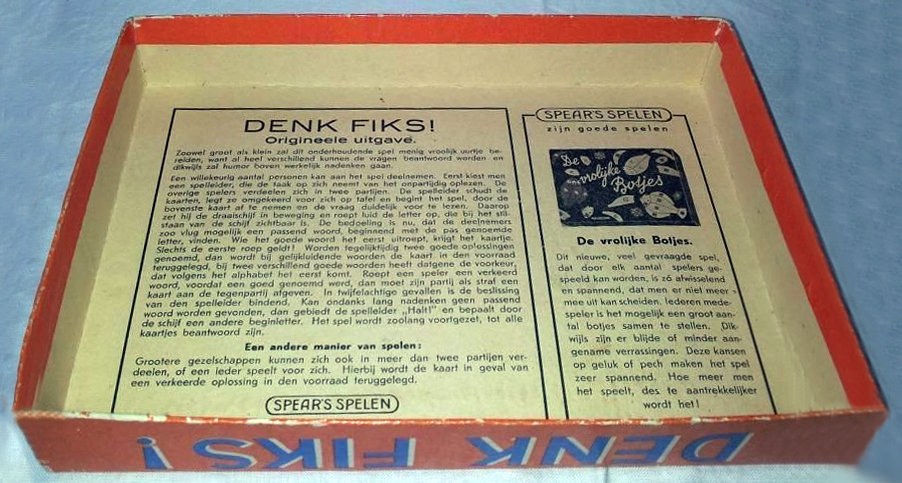 DENK FIKS!
Origineele uitgave.
Zoowel groot als klein zal dit onderhoudende spel menig vroolijk uurtje be-
reiden, want al heel verschillend kunnen de vragen beantwoord worden en
dikwijls zal humor boven werkelijk nadenken gaan.
Een willekeurig aantal personen kan aan het spel deelnemen. Eerst kiest men
een spelleider, die de taak op zich neemt van het onpartijdig oplezen. De
overige spelers verdeelen zich in twee partijen. De spelleider schudt de
kaarten, legt zo omgekeerd voor zich op tafel en begint het spel, door de
bovenste kaart af te nemen en de vraag duidelijk voor te lezen. Daarop
zet hij de draaischijf in beweging en roept luid de letter op, die bij het stil-
staan van de schijf zichtbaar is. De bedoeling is nu, dat de deelnemers
zoo vlug mogelijk een passend woord, beginnend met de pas genoemde
letter, vinden. Wie het goede woord het eerst uitroept, krijgt het kaartje.
Slechts de eerste roep geldt! Worden tegelijktijdig twee goede oplossingen
genoemd, dan wordt bij gelijkluidende woorden de kaart in den voorraad
teruggelegd, bij twee verschillend goede woorden heeft datgene de voorkeur,
dat volgens het alphabet het eerst komt. Roept een speler een verkeerd
woord, voordat een goed genoemd werd, dan moet zijn partij als straf een
kaart aan de tegenpartij afgeven. In twijfelachtige gevallen is de beslissing
van den spelleider bindend. Kan ondanks lang nadenken geen passend
woord worden gevonden, dan gebiedt de spelleider „Halt!" en bepaalt door
de schijf een andere beginletter. Het spel wordt zoolang voortgezet, tot alle
kaartjes beantwoord zijn.
Een andere manier van spelen:
Grootere gezelschappen kunnen zich ook in meer dan twee partijen ver-
deelen, of een ieder speelt voor zich. Hierbij wordt de kaart in geval van
een verkeerde oplossing in den voorraad teruggelegd.
SPEAR'S SPELEN
SPEAR'S SPELEN
zijn goede spelen
De
vrolijke
Botjes
De vrolijke Botjes.
Dit nieuwe, veel gevraagde spel,
dat door elk aantal spelers ge-
speeld kan worden, is zó afwisselend
en spannend, dat men er niet meer
mee uit kan scheiden. Iederen mede-
speler is het mogelijk een groot aan-
tal botjes samen te stellen. Dik-
wijls zijn er blijde of minder aan-
gename verrassingen. Deze kansen
op geluk of pech maken het spel
zeer spannend. Hoe meer men
het speelt, des te aantrekkelijker
wordt het!
DENK FIKS!